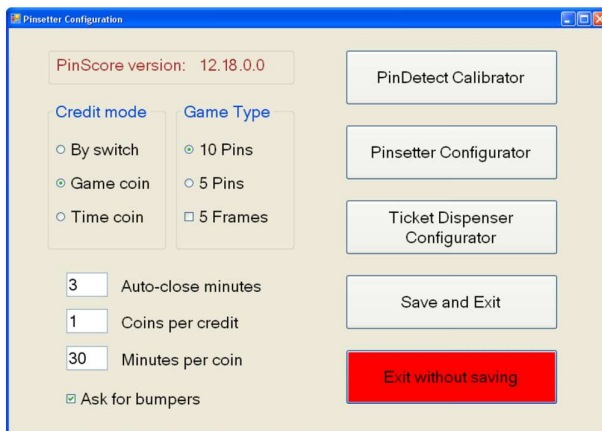 Pinsetter Configuration
PinScore version: 12.18.0.0
Credit mode
By switch
Game coin
Time coin
Game Type
10 Pins
5 Pins
5 Frames
3 Auto-close minutes
1 Coins per credit
30 Minutes per coin
Ask for bumpers
PinDetect Calibrator
Pinsetter Configurator
Ticket Dispenser
Configurator
Save and Exit
Exit without saving